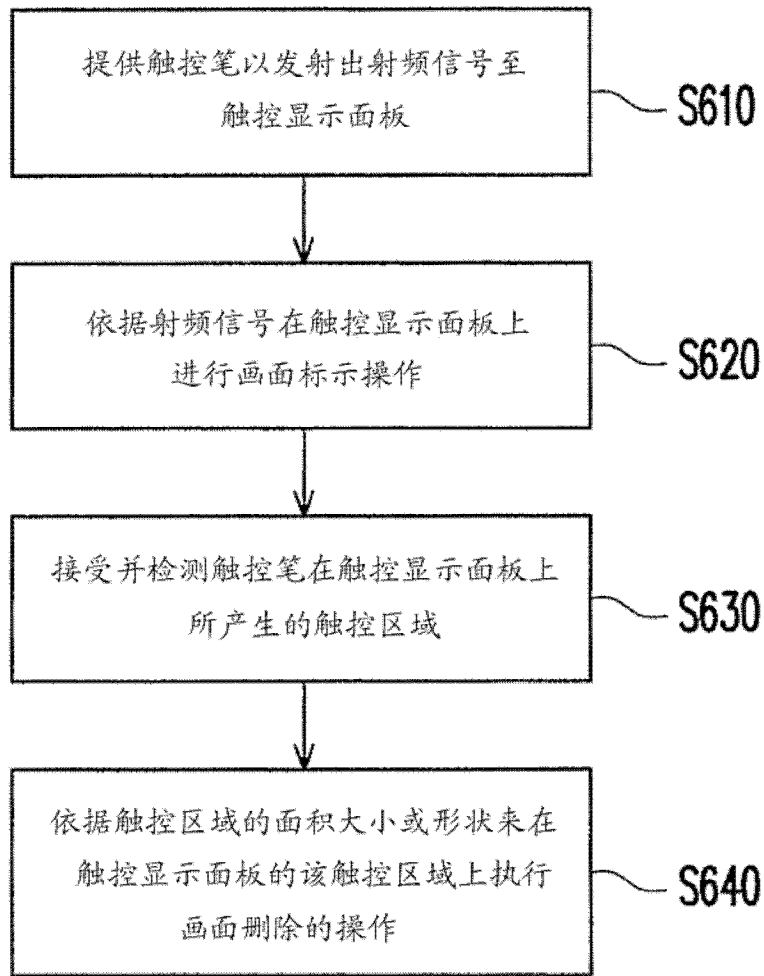 提供触控笔以发射出射频信号至
触控显示面板
S610
依据射频信号在触控显示面板上
进行画面标示操作
S620
接受并检测触控笔在触控显示面板上
所产生的触控区域
S630
依据触控区域的面积大小或形状来在
触控显示面板的该触控区域上执行
画面删除的操作
S640